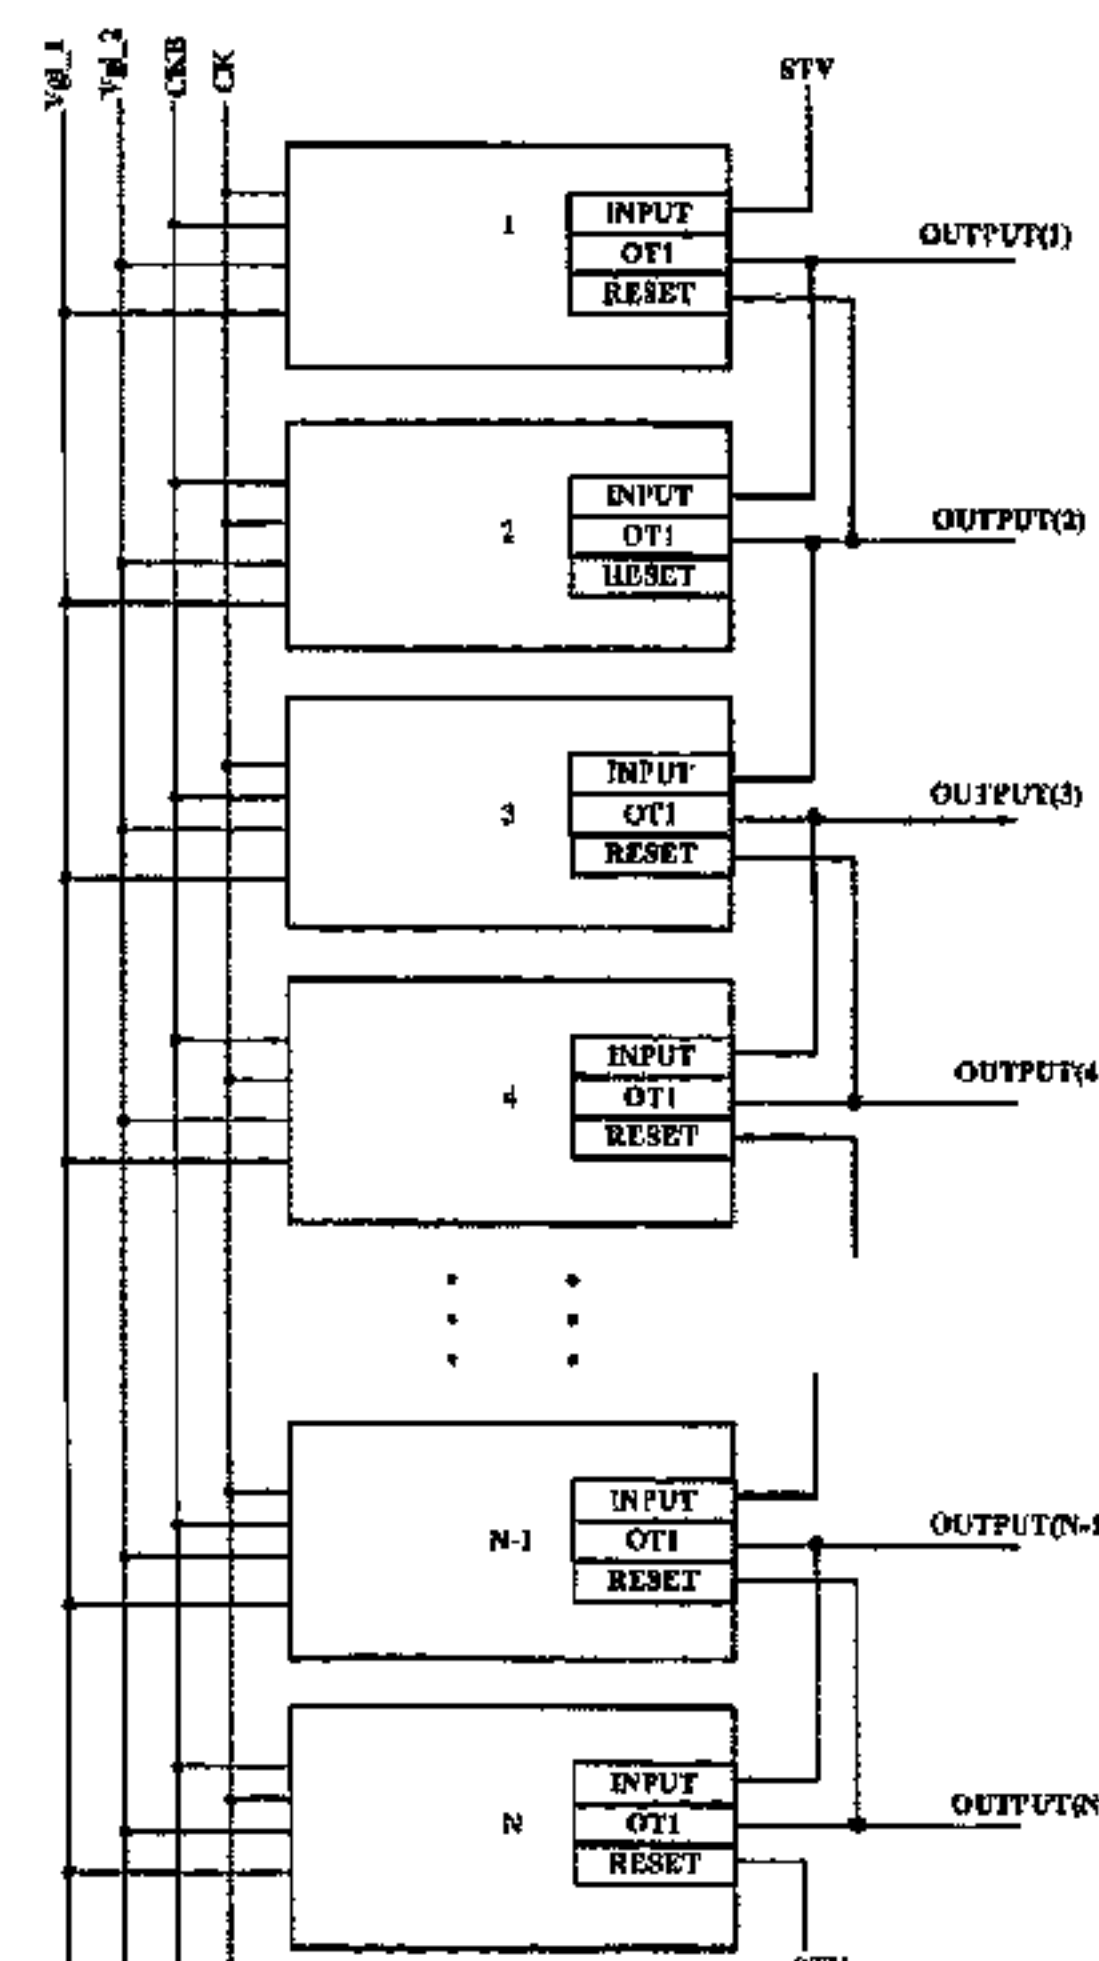 Vgl_1
Vgl_2
CKB
CK
STV
1
INPUT
OT1
RESET
OUTPUT(1)
2
INPUT
OT1
RESET
OUTPUT(2)
3
INPUT
OT1
RESET
OUTPUT(3)
4
INPUT
OT1
RESET
OUTPUT(4
N-1
INPUT
OT1
RESET
OUTPUT(N-1
N
INPUT
OT1
RESET
OUTPUT(N